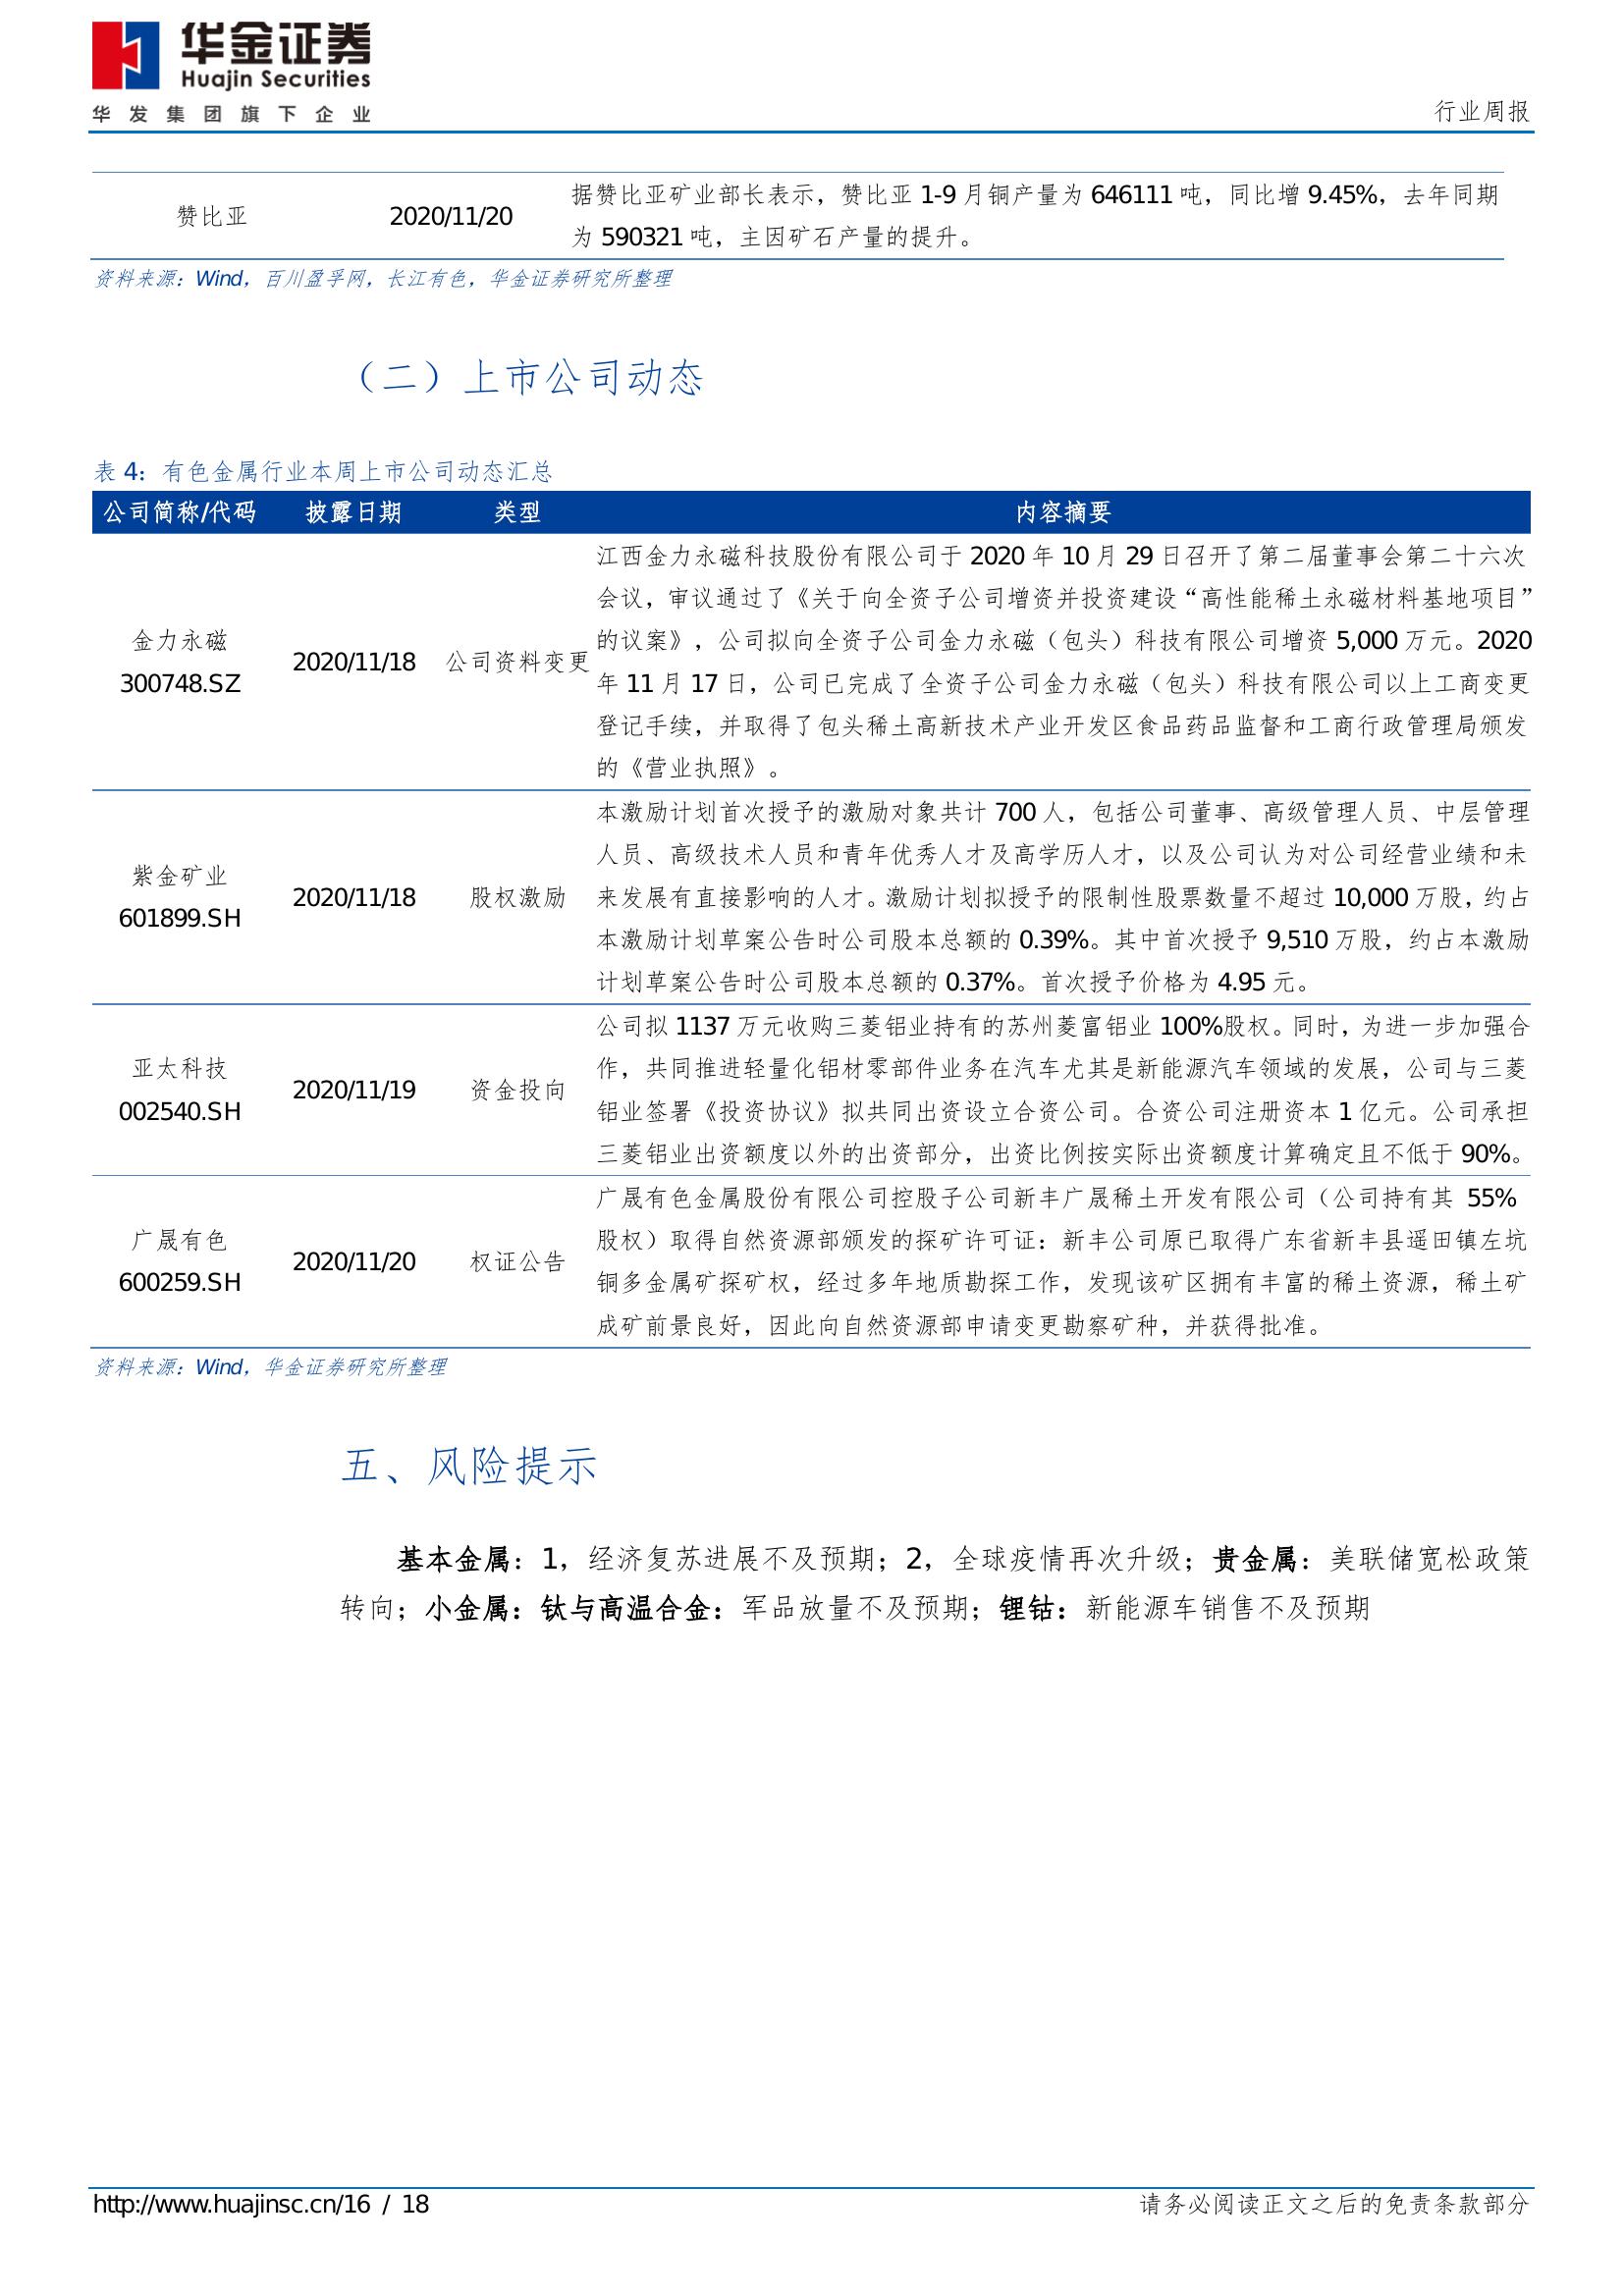 华金证券
Huajin Securities
华发集团旗下企业
行业周报
赞比亚
2020/11/20
据赞比亚矿业部长表示，赞比亚 1-9 月铜产量为 646111 吨，同比增 9.45%，去年同期
为 590321 吨，主因矿石产量的提升。
资料来源：Wind，百川盈孚网，长江有色，华金证券研究所整理
（二）上市公司动态
表 4：有色金属行业本周上市公司动态汇总
公司简称/代码 披露日期 类型 内容摘要
金力永磁
300748.SZ
2020/11/18
公司资料变更
江西金力永磁科技股份有限公司于 2020 年 10 月 29 日召开了第二届董事会第二十六次
会议，审议通过了《关于向全资子公司增资并投资建设“高性能稀土永磁材料基地项目”
的议案》，公司拟向全资子公司金力永磁（包头）科技有限公司增资 5,000 万元。2020
年 11 月 17 日，公司已完成了全资子公司金力永磁（包头）科技有限公司以上工商变更
登记手续，并取得了包头稀土高新技术产业开发区食品药品监督和工商行政管理局颁发
的《营业执照》。
紫金矿业
601899.SH
2020/11/18
股权激励
本激励计划首次授予的激励对象共计 700 人，包括公司董事、高级管理人员、中层管理
人员、高级技术人员和青年优秀人才及高学历人才，以及公司认为对公司经营业绩和未
来发展有直接影响的人才。激励计划拟授予的限制性股票数量不超过 10,000 万股，约占
本激励计划草案公告时公司股本总额的 0.39%。其中首次授予 9,510 万股，约占本激励
计划草案公告时公司股本总额的 0.37%。首次授予价格为 4.95 元。
亚太科技
002540.SH
2020/11/19
资金投向
公司拟 1137 万元收购三菱铝业持有的苏州菱富铝业 100%股权。同时，为进一步加强合
作，共同推进轻量化铝材零部件业务在汽车尤其是新能源汽车领域的发展，公司与三菱
铝业签署《投资协议》拟共同出资设立合资公司。合资公司注册资本 1 亿元。公司承担
三菱铝业出资额度以外的出资部分，出资比例按实际出资额度计算确定且不低于 90%。
广晟有色
600259.SH
2020/11/20
权证公告
广晟有色金属股份有限公司控股子公司新丰广晟稀土开发有限公司（公司持有其 55%
股权）取得自然资源部颁发的探矿许可证：新丰公司原已取得广东省新丰县遥田镇左坑
铜多金属矿探矿权，经过多年地质勘探工作，发现该矿区拥有丰富的稀土资源，稀土矿
成矿前景良好，因此向自然资源部申请变更勘察矿种，并获得批准。
资料来源：Wind，华金证券研究所整理
五、风险提示
基本金属：1，经济复苏进展不及预期；2，全球疫情再次升级；贵金属：美联储宽松政策
转向；小金属：钛与高温合金：军品放量不及预期；锂钴：新能源车销售不及预期
http://www.huajinsc.cn/16 / 18
请务必阅读正文之后的免责条款部分